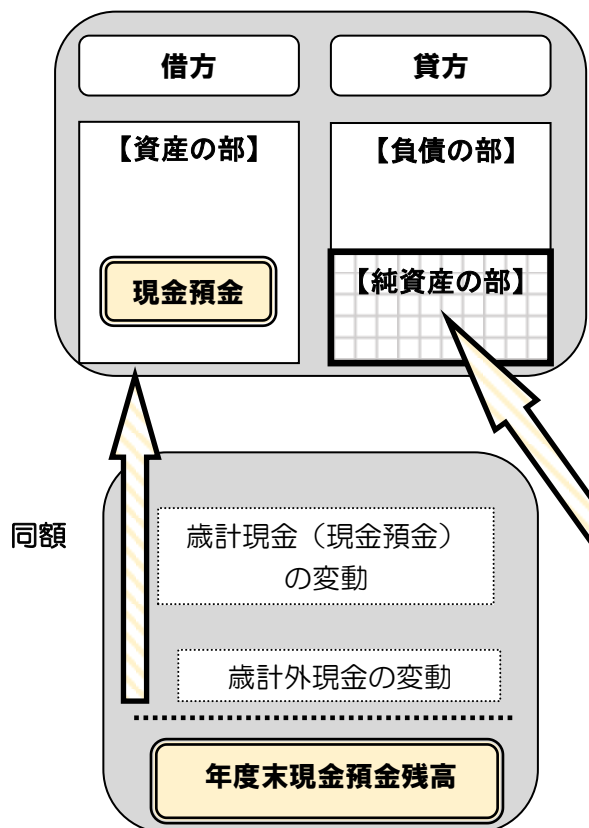 借方
貸方
【資産の部】
【負債の部】
現金預金
【純資産の部】
同額
歳計現金（現金預金）
の変動
歳計外現金の変動
年度末現金預金残高